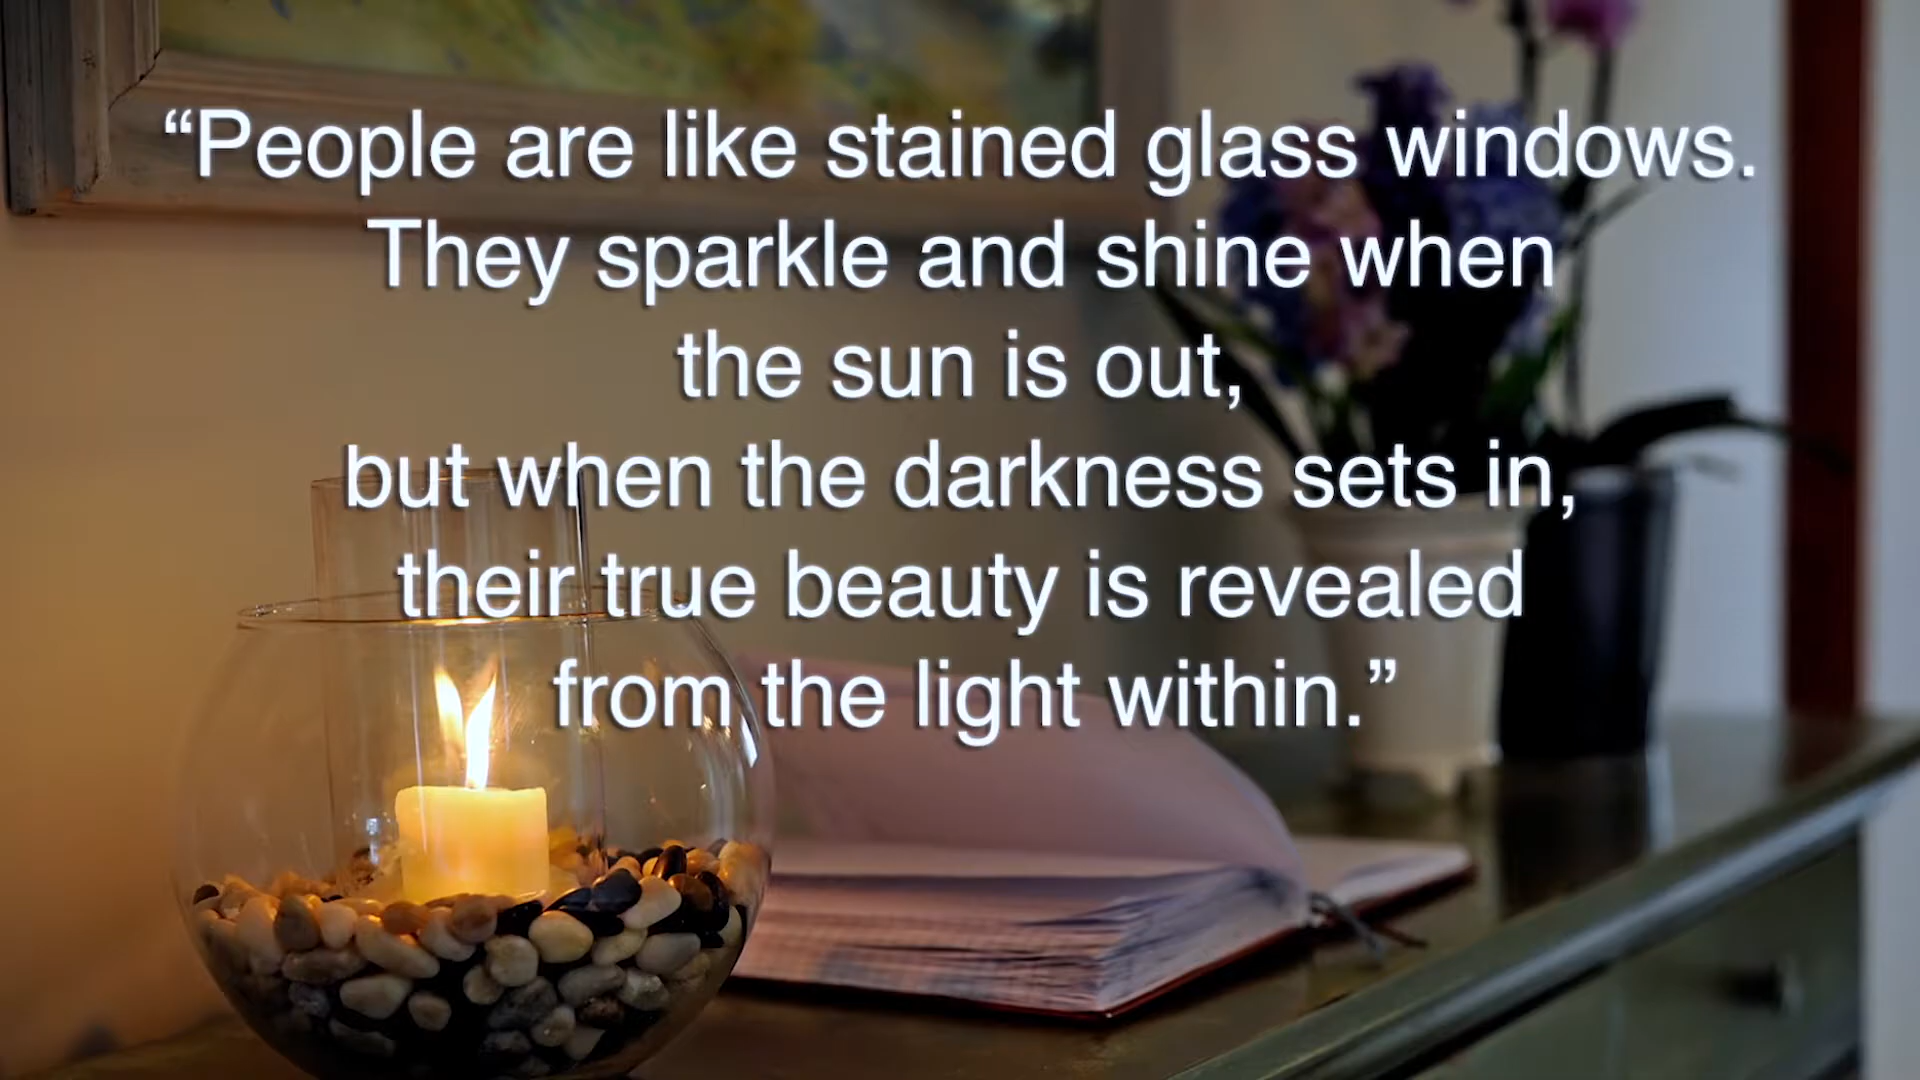 “People are like stained glass windows.
They sparkle and shine when
the sun is out,
but when the darkness sets in,
their true beauty is revealed
from the light within.”